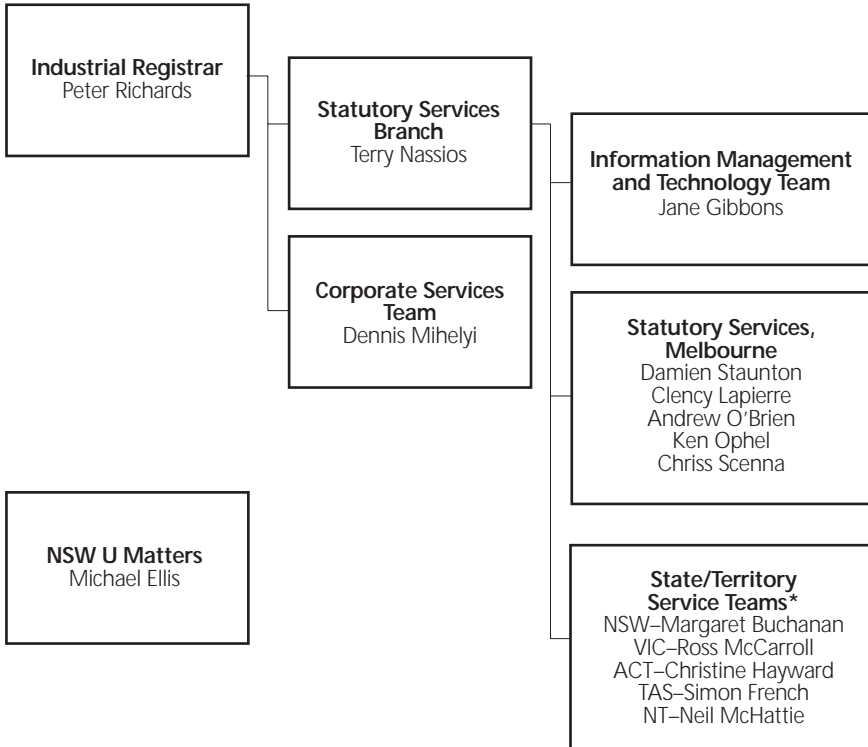 Industrial Registrar
Peter Richards
Statutory Services
Branch
Terry Nassios
Information Management
and Technology Team
Jane Gibbons
Corporate Services
Team
Dennis Mihelyi
Statutory Services,
Melbourne
Damien Staunton
Clency Lapierre
Andrew O’Brien
Ken Ophel
Chriss Scenna
NSW U Matters
Michael Ellis
State/Territory
Service Teams*
NSW–Margaret Buchanan
VIC–Ross McCarroll
ACT–Christine Hayward
TAS–Simon French
NT–Neil McHattie